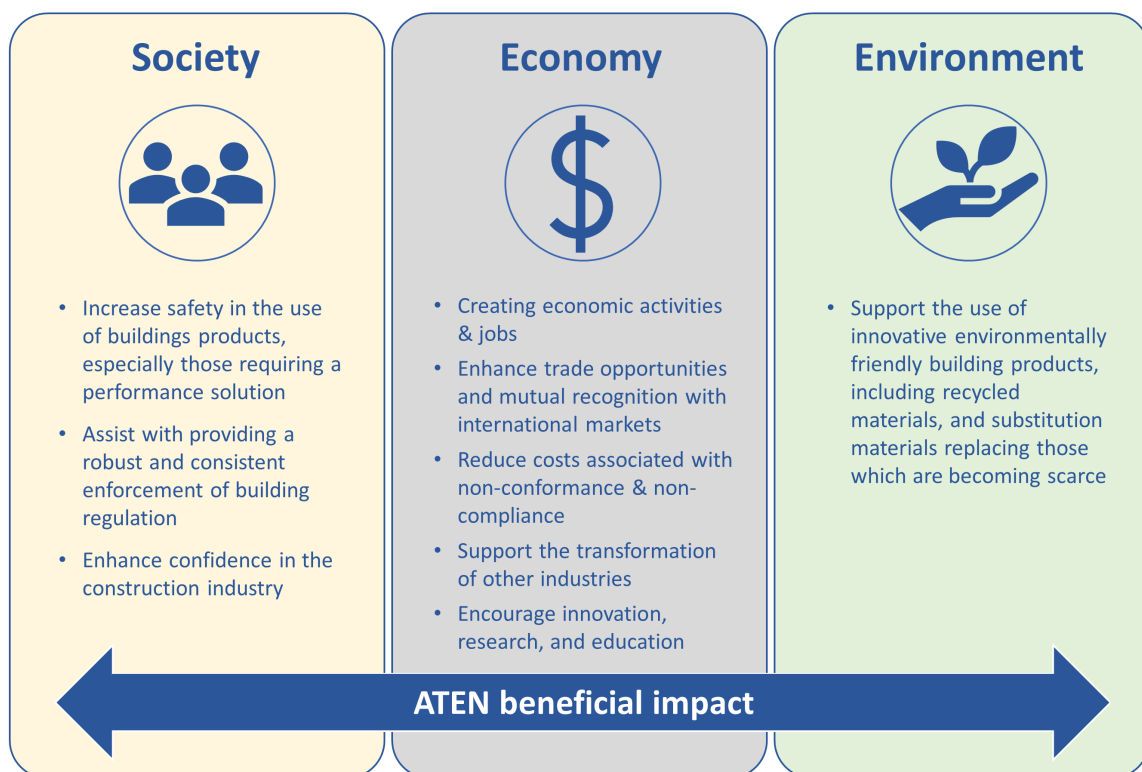 Society
• Increase safety in the use
of buildings products,
especially those requiring a
performance solution
• Assist with providing a
robust and consistent
enforcement of building
regulation
• Enhance confidence in the
construction industry
Economy
• Creating economic activities
& jobs
• Enhance trade opportunities
and mutual recognition with
international markets
• Reduce costs associated with
non-conformance & non-
compliance
• Support the transformation
of other industries
• Encourage innovation,
research, and education
Environment
• Support the use of
innovative environmentally
friendly building products,
including recycled
materials, and substitution
materials replacing those
which are becoming scarce
ATEN beneficial impact